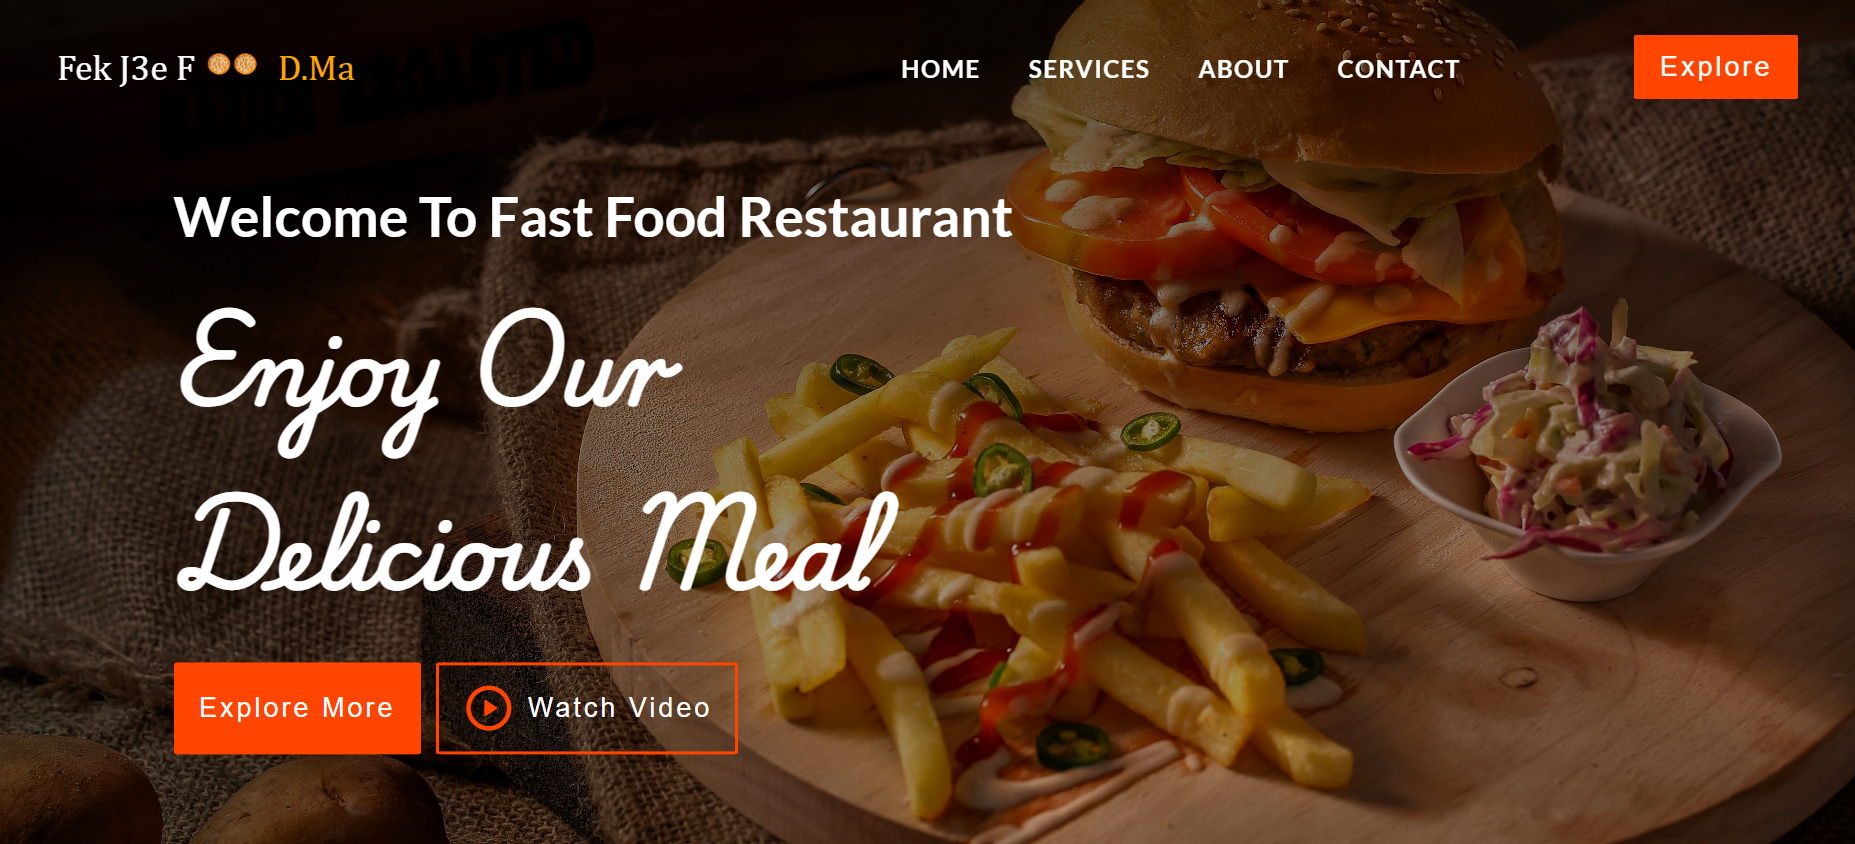 Fek J3e F 🍕🍕 D.Ma
HOME SERVICES ABOUT CONTACT
Explore
Welcome To Fast Food Restaurant
Enjoy Our
Delicious Meal
Explore More
Watch Video